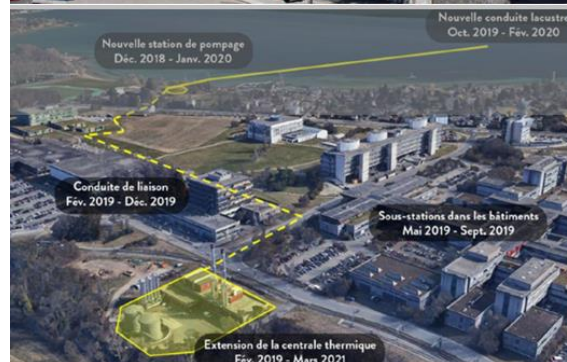 Nouvelle conduite lacustre
Oct. 2019 - Fév. 2020
Nouvelle station de pompage
Déc. 2018 - Janv. 2020
Conduite de liaison
Fév. 2019 - Déc. 2019
Sous-stations dans les bâtiments
Mai 2019 - Sept. 2019
Extension de la centrale thermique
Fév. 2019 - Mars 2021